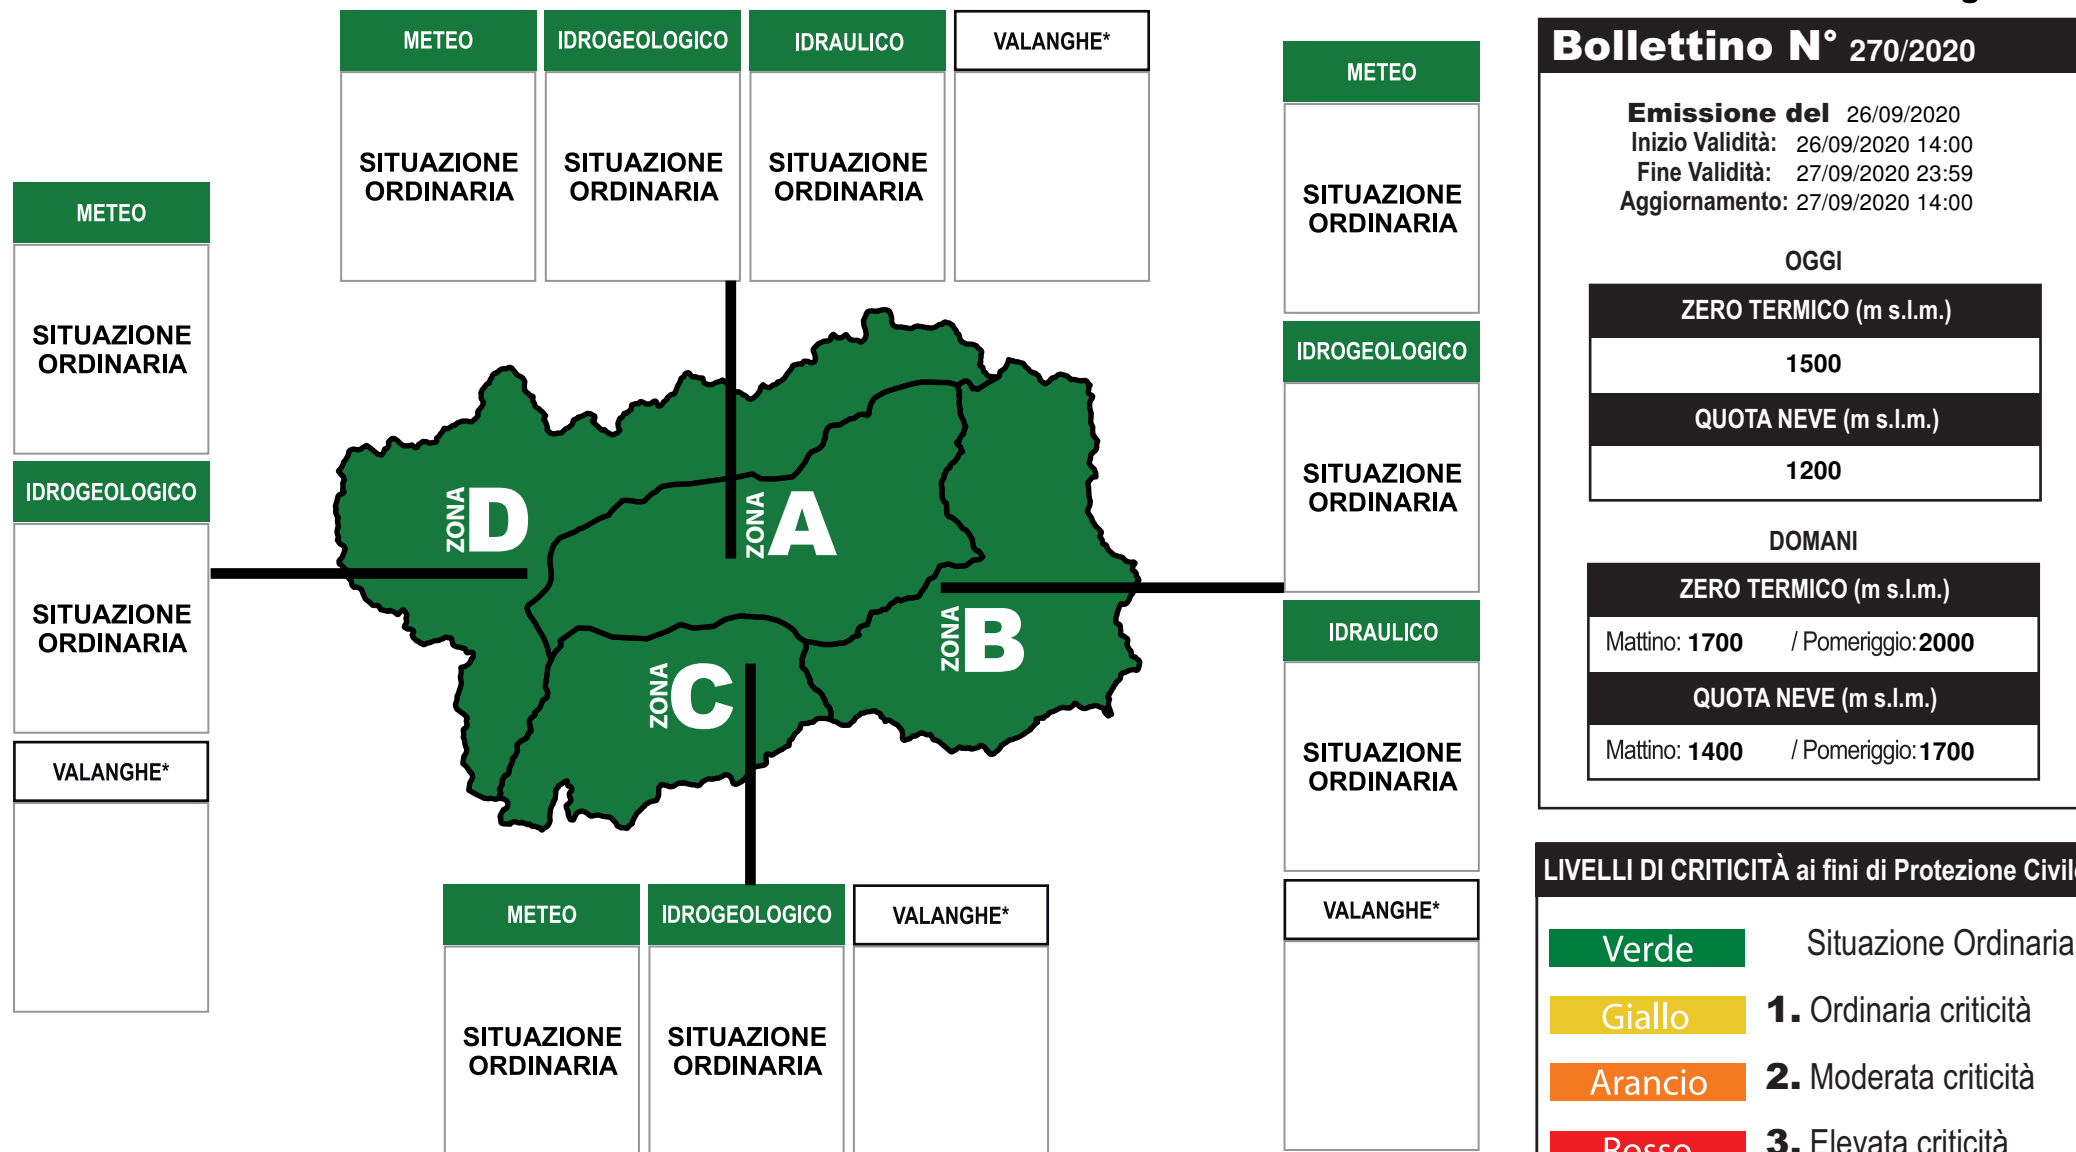 METEO
IDROGEOLOGICO
IDRAULICO
VALANGHE*
SITUAZIONE
ORDINARIA
SITUAZIONE
ORDINARIA
SITUAZIONE
ORDINARIA
METEO
SITUAZIONE
ORDINARIA
IDROGEOLOGICO
SITUAZIONE
ORDINARIA
VALANGHE*
ZONA D
ZONA A
ZONA B
ZONA C
METEO
SITUAZIONE
ORDINARIA
IDROGEOLOGICO
SITUAZIONE
ORDINARIA
IDRAULICO
SITUAZIONE
ORDINARIA
VALANGHE*
METEO
IDROGEOLOGICO
VALANGHE*
SITUAZIONE
ORDINARIA
SITUAZIONE
ORDINARIA
Bollettino N° 270/2020
Emissione del 26/09/2020
Inizio Validità: 26/09/2020 14:00
Fine Validità: 27/09/2020 23:59
Aggiornamento: 27/09/2020 14:00
OGGI
ZERO TERMICO (m s.l.m.)
1500
QUOTA NEVE (m s.l.m.)
1200
DOMANI
ZERO TERMICO (m s.l.m.)
Mattino: 1700 / Pomeriggio: 2000
QUOTA NEVE (m s.l.m.)
Mattino: 1400 / Pomeriggio: 1700
LIVELLI DI CRITICITÀ ai fini di Protezione Civile
Verde Situazione Ordinaria
Giallo 1. Ordinaria criticità
Arancio 2. Moderata criticità
Rosso 3. Elevata criticità